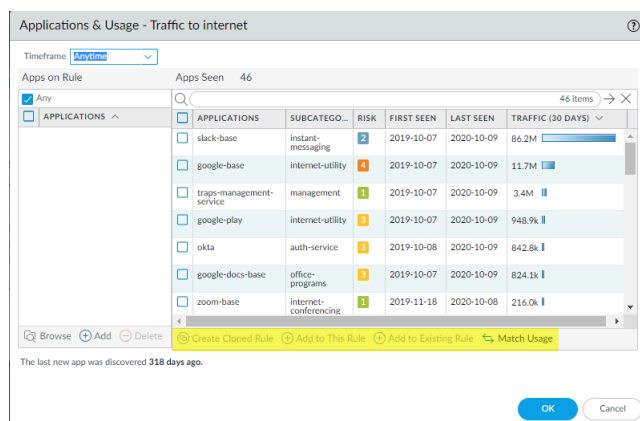 Applications & Usage - Traffic to internet
Timeframe Anytime
Apps on Rule
Apps Seen 46
Any
46 items
APPLICATIONS
APPLICATIONS SUBCATEGO... RISK FIRST SEEN LAST SEEN TRAFFIC (30 DAYS)
slack-base instant-messaging 2 2019-10-07 2020-10-09 86.2M
google-base internet-utility 4 2019-10-07 2020-10-09 11.7M
traps-management-service management 1 2019-10-07 2020-10-09 3.4M
google-play internet-utility 3 2019-10-07 2020-10-09 948.9k
okta auth-service 3 2019-10-08 2020-10-09 842.8k
google-docs-base office-programs 3 2019-10-07 2020-10-09 824.1k
zoom-base internet-conferencing 1 2019-11-18 2020-10-08 216.0k
Browse Add Delete
Create Cloned Rule Add to This Rule Add to Existing Rule Match Usage
The last new app was discovered 318 days ago.
OK Cancel